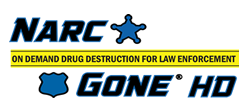 NARC
ON DEMAND DRUG DESTRUCTION FOR LAW ENFORCEMENT
GONE® HD